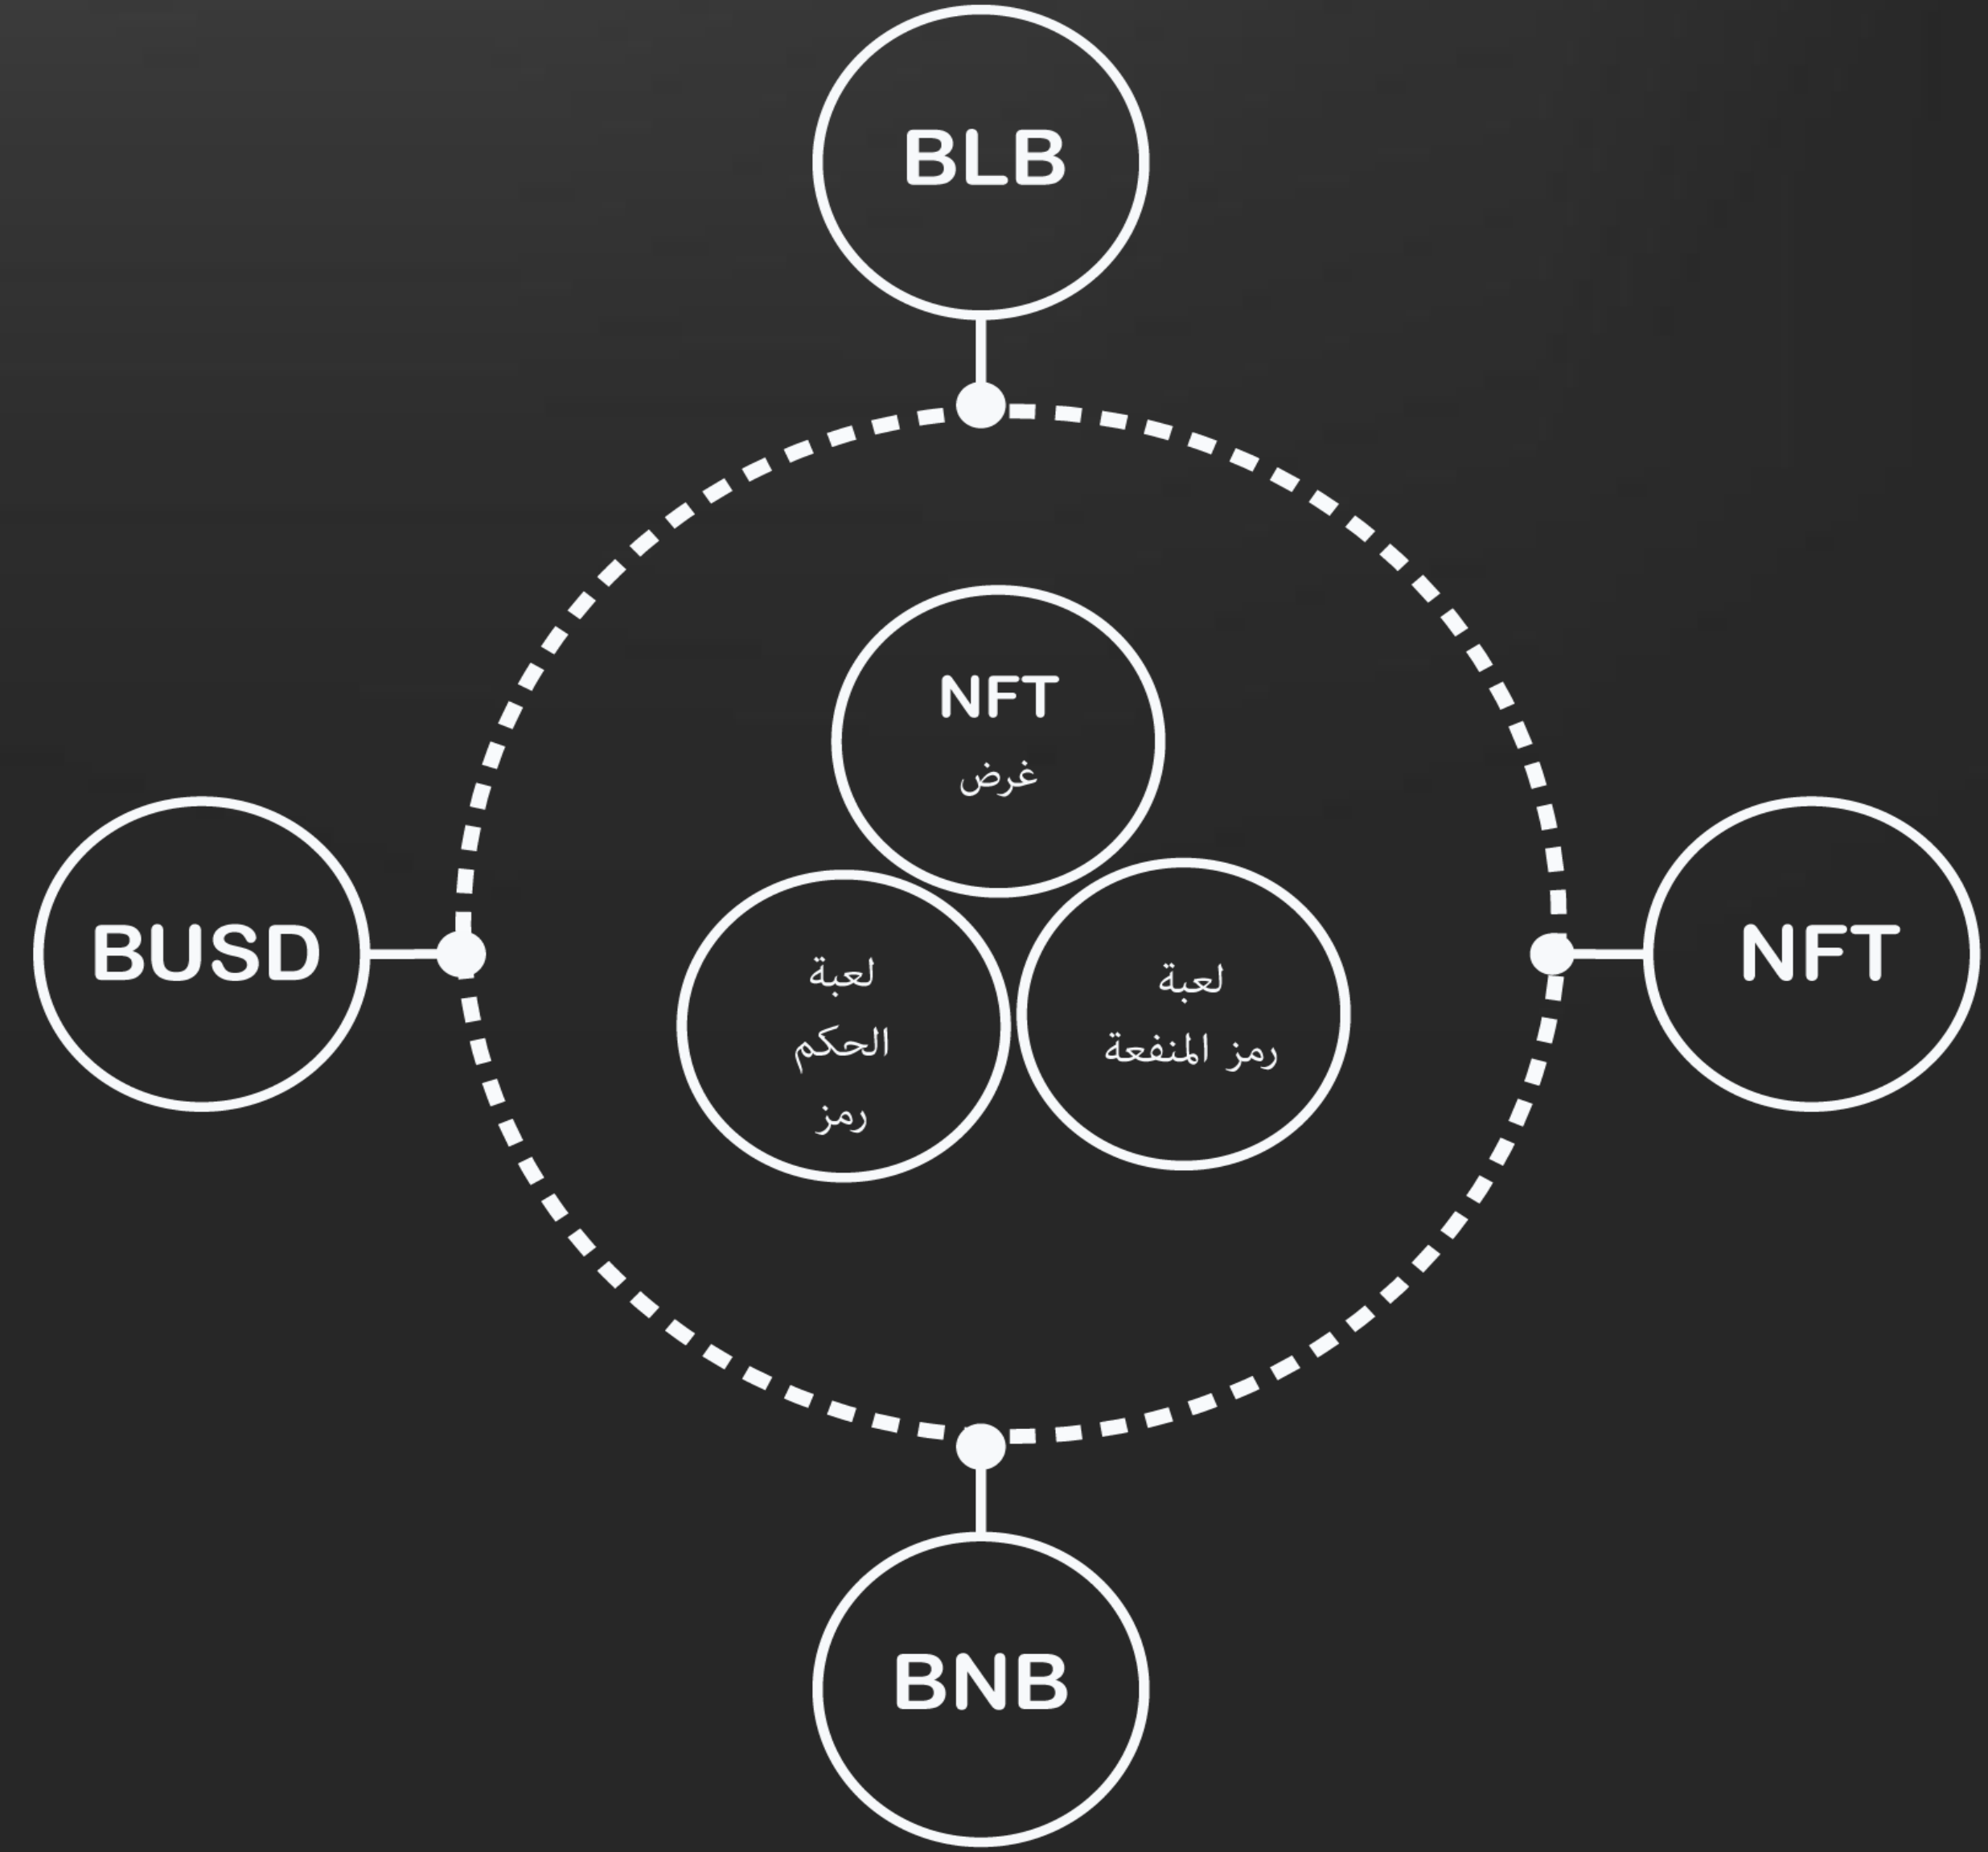 BLB
NFT
غرض
BUSD
لعبة
الحكم
رمز
لعبة
رمز المنفعة
NFT
BNB